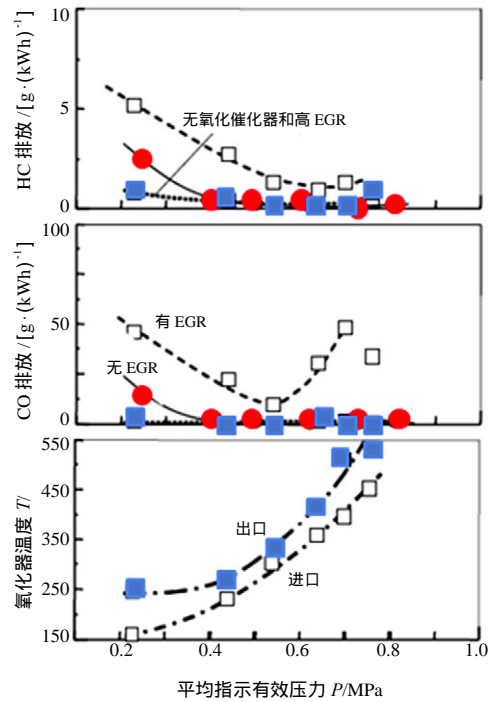 HC 排放 /[g·(kWh)⁻¹]
10
5
0
无氧化催化器和高 EGR
CO 排放 /[g·(kWh)⁻¹]
100
50
0
有 EGR
无 EGR
氧化器温度 T/
550
450
350
250
150
出口
进口
0.2 0.4 0.6 0.8 1.0
平均指示有效压力 P/MPa